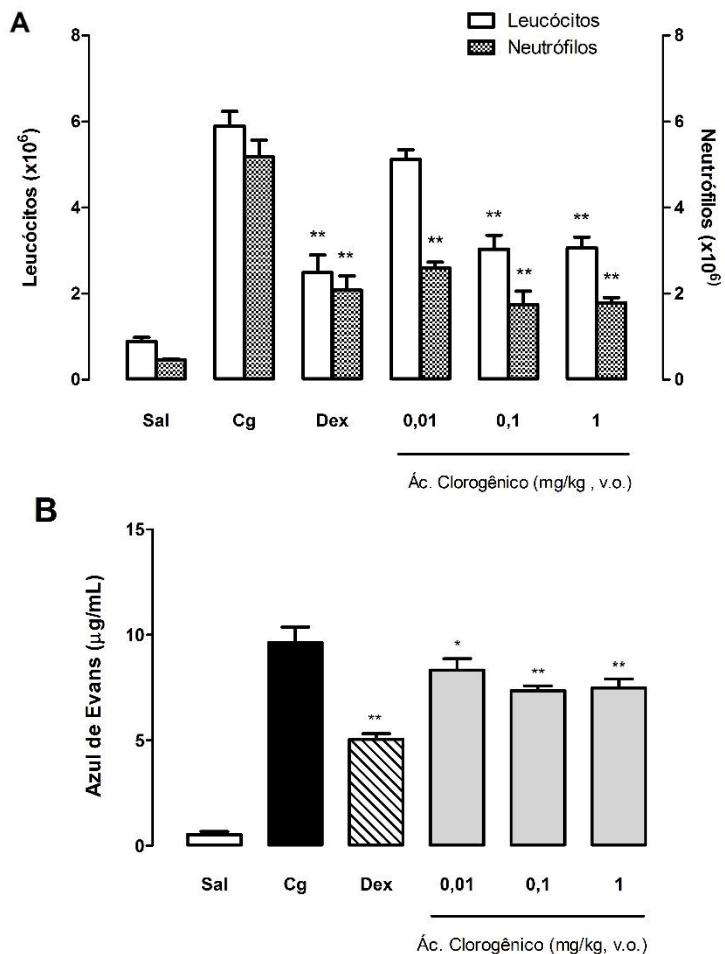 A
Leucócitos
Neutrófilos
Leucócitos (x10⁶)
8
6
4
2
0
Neutrófilos (x10⁶)
8
6
4
2
0
** ** ** ** ** ** **
Sal Cg Dex 0,01 0,1 1
Ác. Clorogênico (mg/kg , v.o.)
B
Azul de Evans (µg/mL)
15
10
5
0
** * ** **
Sal Cg Dex 0,01 0,1 1
Ác. Clorogênico (mg/kg, v.o.)